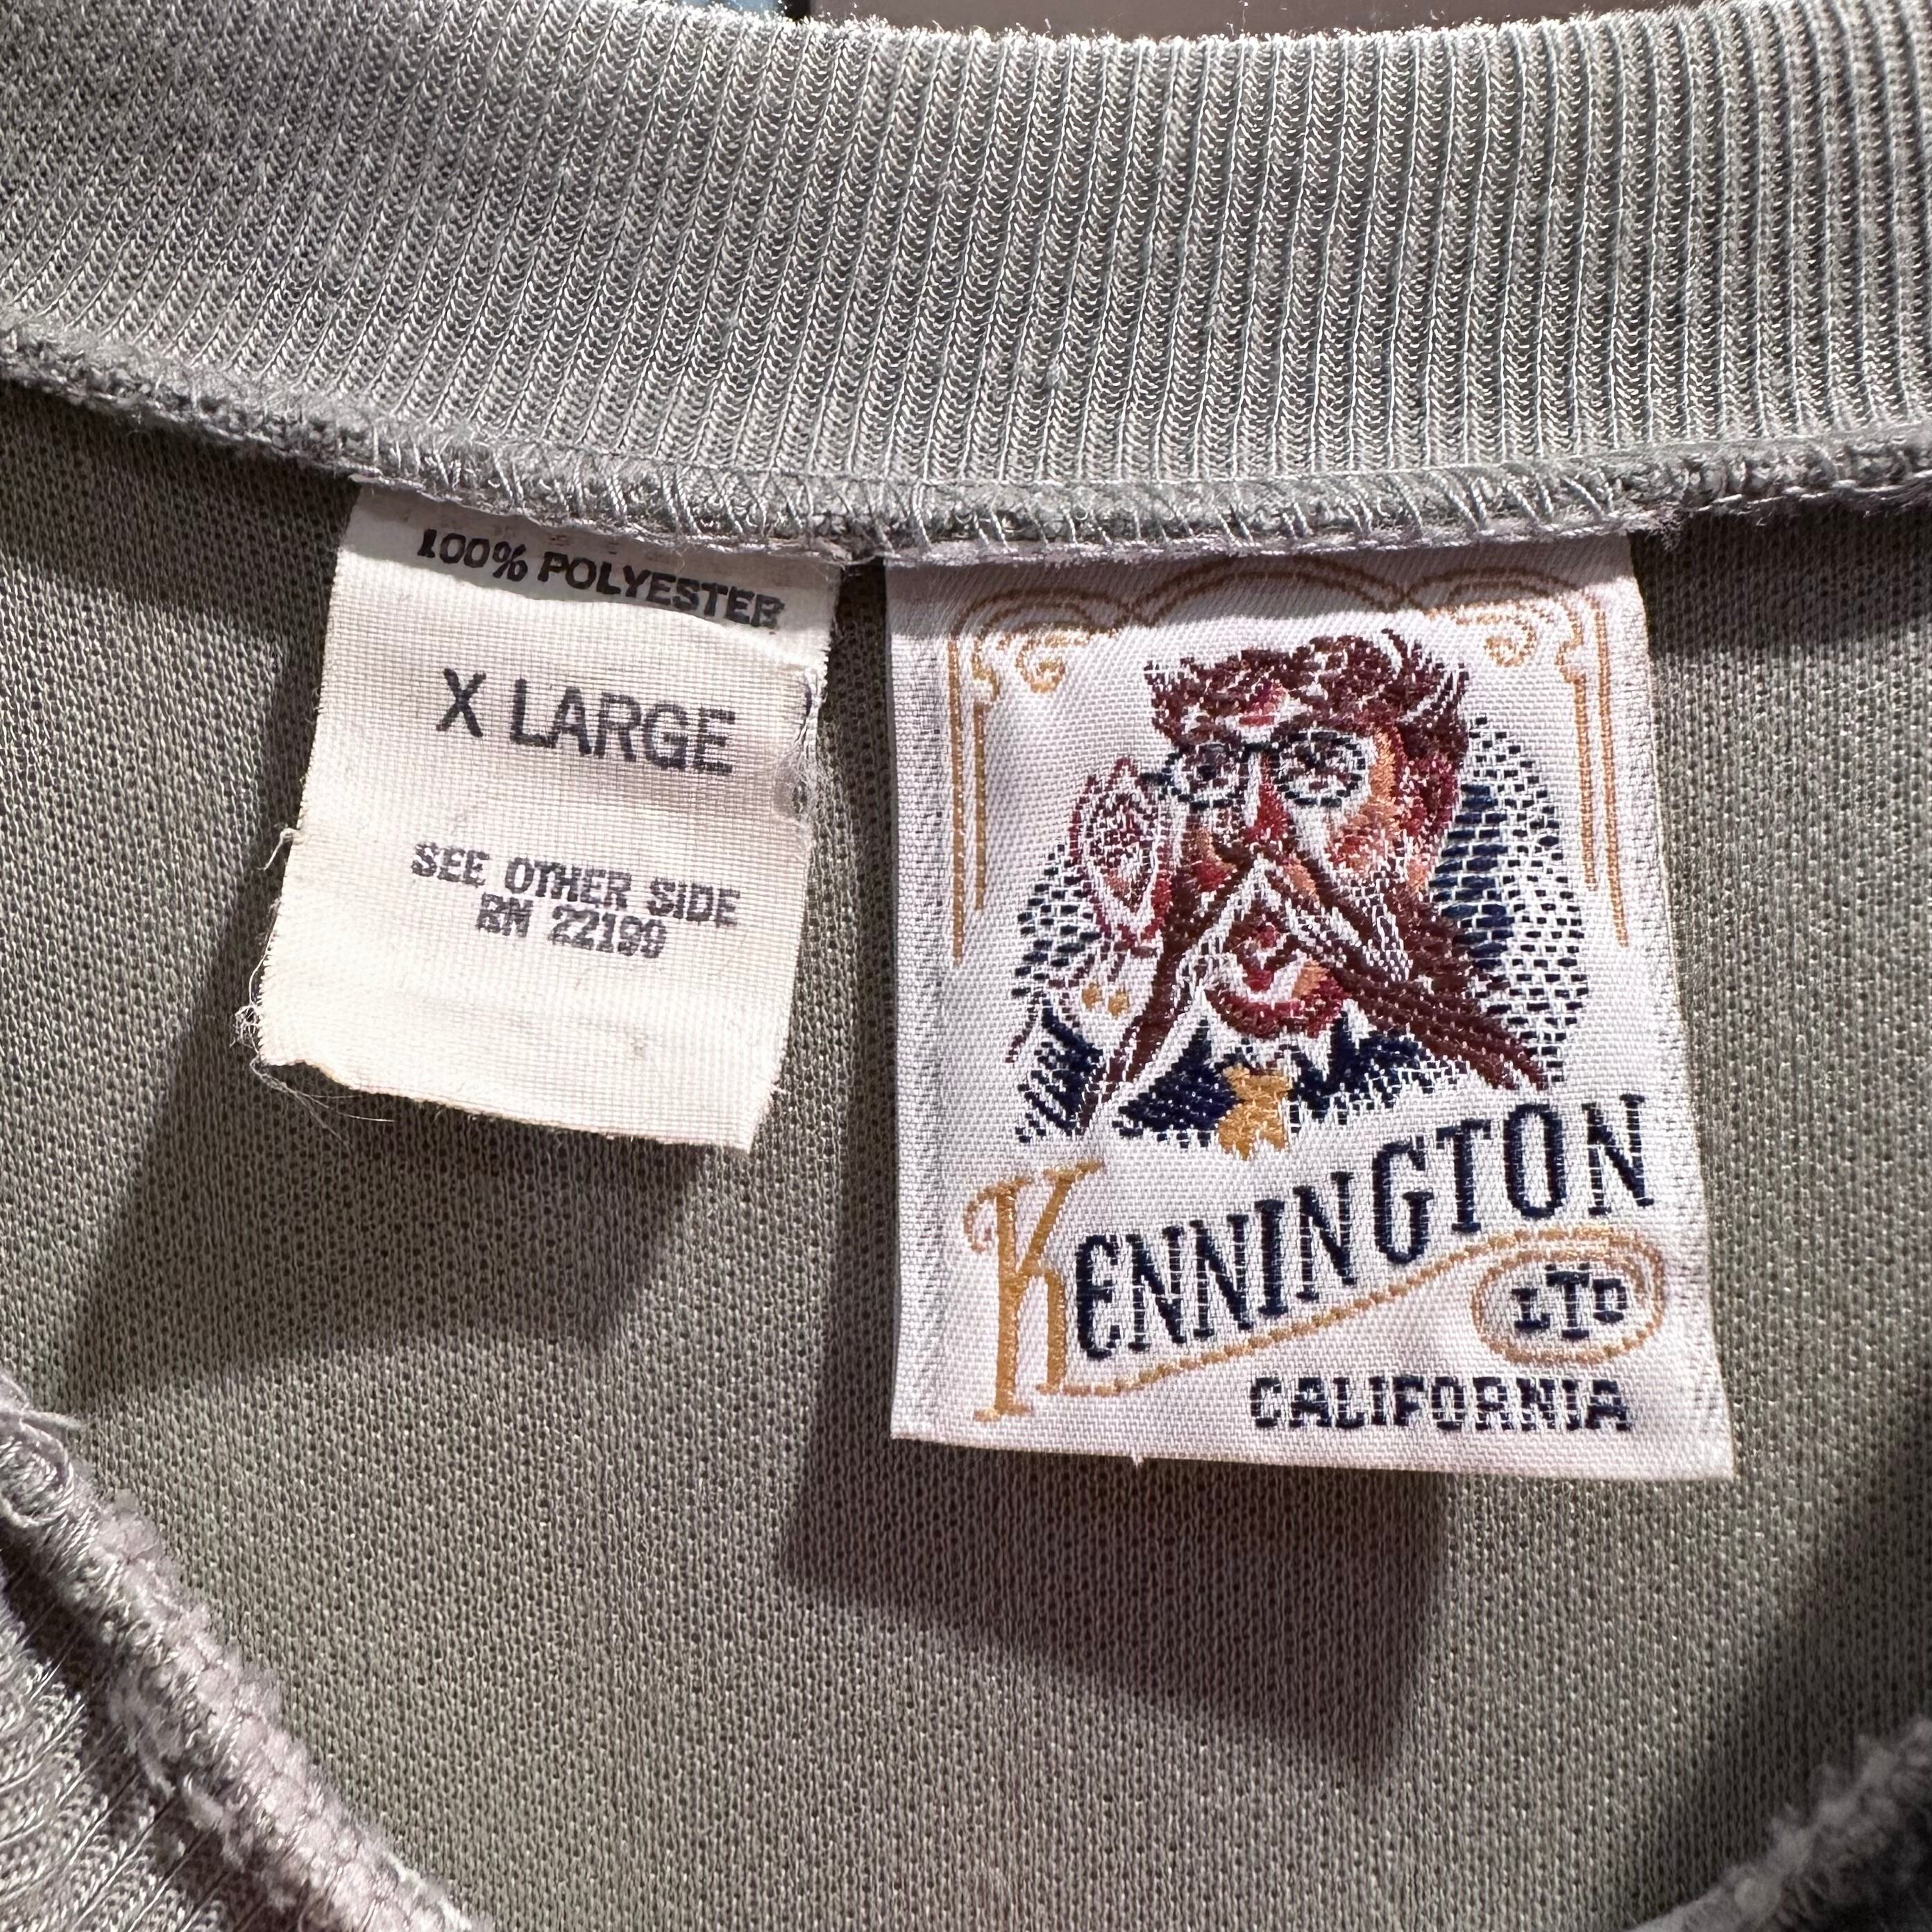 100% POLYESTER
X LARGE
SEE OTHER SIDE
RN 22199
KENNINGTON
LTD
CALIFORNIA